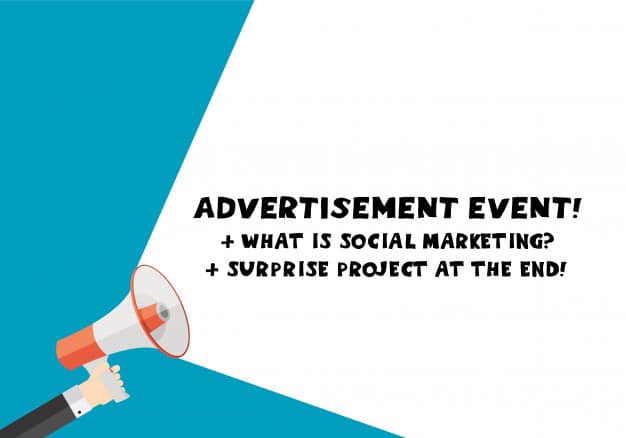 ADVERTISEMENT EVENT!
+ WHAT IS SOCIAL MARKETING?
+ SURPRISE PROJECT AT THE END!